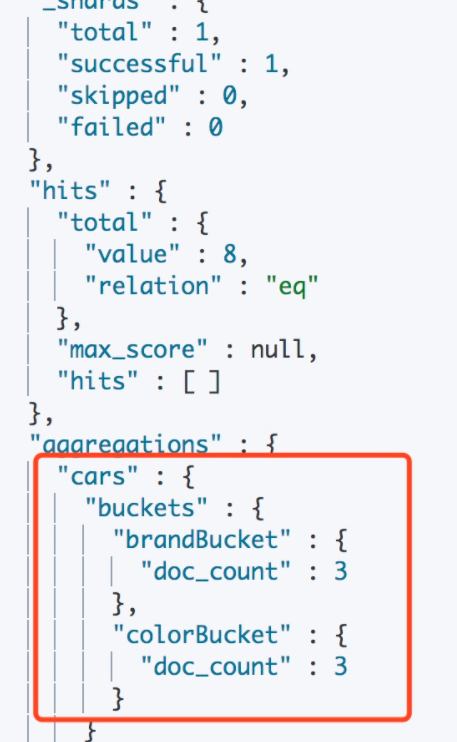 "_shards" : {
"total" : 1,
"successful" : 1,
"skipped" : 0,
"failed" : 0
},
"hits" : {
"total" : {
"value" : 8,
"relation" : "eq"
},
"max_score" : null,
"hits" : [ ]
},
"aggregations" : {
"cars" : {
"buckets" : {
"brandBucket" : {
"doc_count" : 3
},
"colorBucket" : {
"doc_count" : 3
}
}